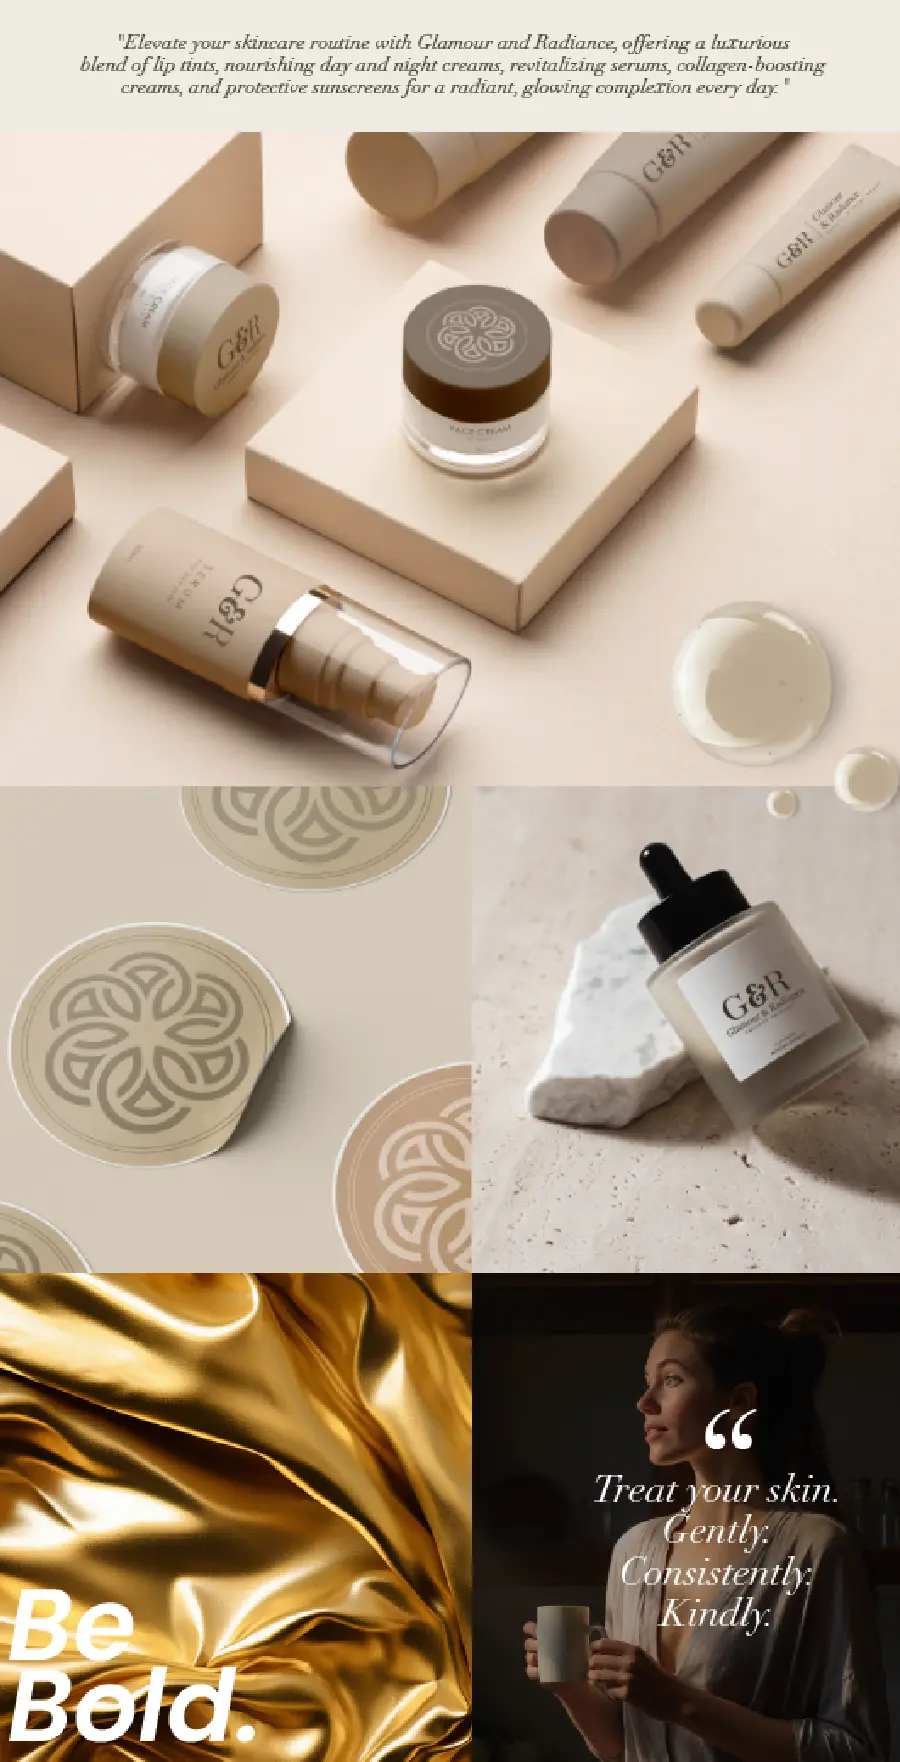 "Elevate your skincare routine with Glamour and Radiance, offering a luxurious
blend of lip tints, nourishing day and night creams, revitalizing serums, collagen-boosting
creams, and protective sunscreens for a radiant, glowing complexion every day. "
G&R
G&R
Glamour
& Radiance
G&R
FACE CREAM
SERUM
G&R
G&R
Glamour & Radiance
“
Treat your skin.
Gently.
Consistently.
Kindly.
Be
Bold.